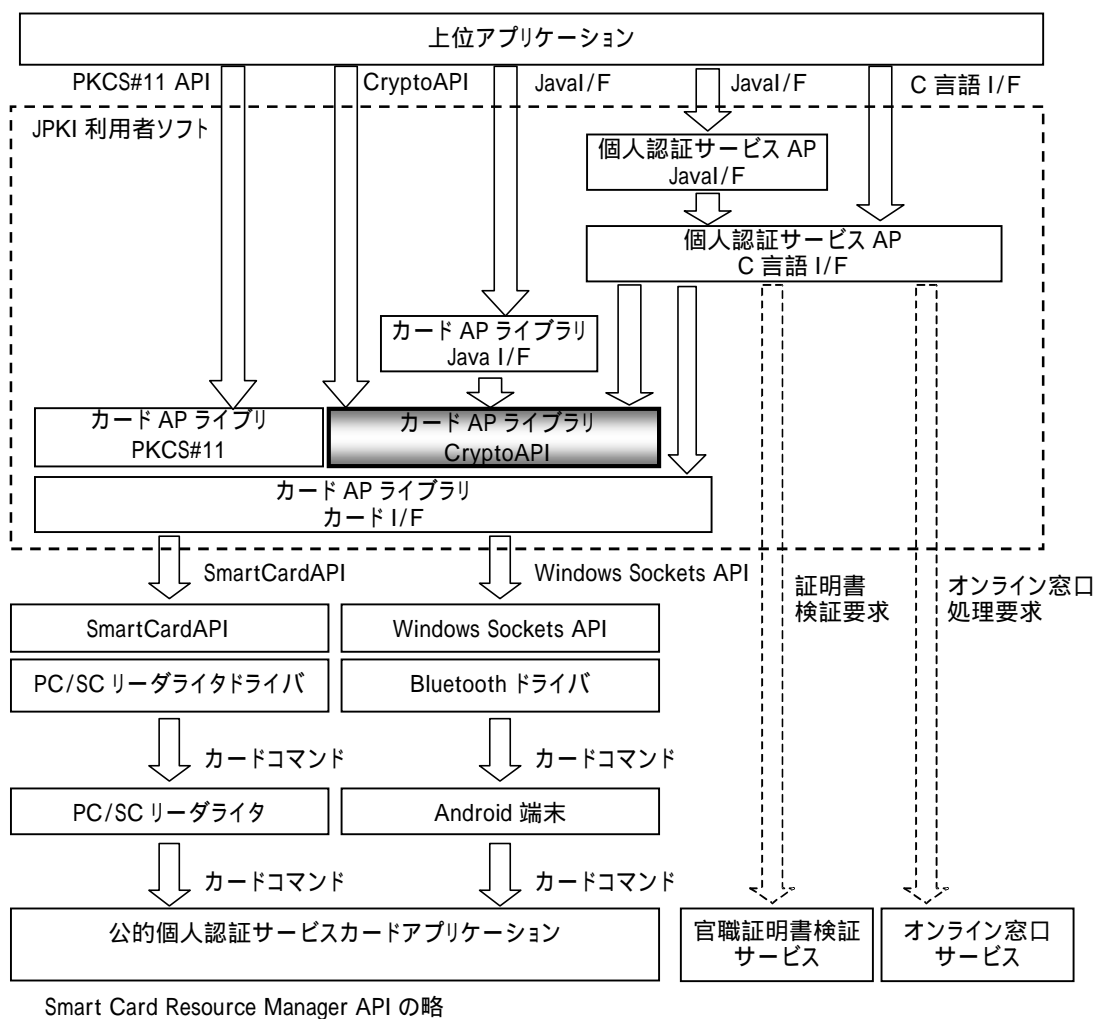 上位アプリケーション
PKCS#11 API
CryptoAPI
JavaI/F
JavaI/F
C 言語 I/F
JPKI 利用者ソフト
個人認証サービス AP
JavaI/F
個人認証サービス AP
C 言語 I/F
カード AP ライブラリ
Java I/F
カード AP ライブリ
PKCS#11
カード AP ライブラリ
CryptoAPI
カード AP ライブラリ
カード I/F
SmartCardAPI
Windows Sockets API
証明書
検証要求
オンライン窓口
処理要求
SmartCardAPI
Windows Sockets API
PC/SC リーダライタドライバ
Bluetooth ドライバ
カードコマンド
カードコマンド
PC/SC リーダライタ
Android 端末
カードコマンド
カードコマンド
公的個人認証サービスカードアプリケーション
官職証明書検証
サービス
オンライン窓口
サービス
Smart Card Resource Manager API の略